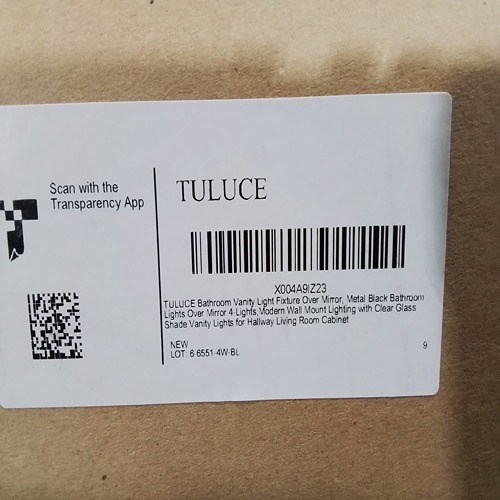 Scan with the
Transparency App
TULUCE
X004A9IZ23
TULUCE Bathroom Vanity Light Fixture Over Mirror, Metal Black Bathroom
Lights Over Mirror 4-Lights,Modern Wall Mount Lighting with Clear Glass
Shade Vanity Lights for Hallway Living Room Cabinet
NEW
LOT: 6-6551-4W-BL
9